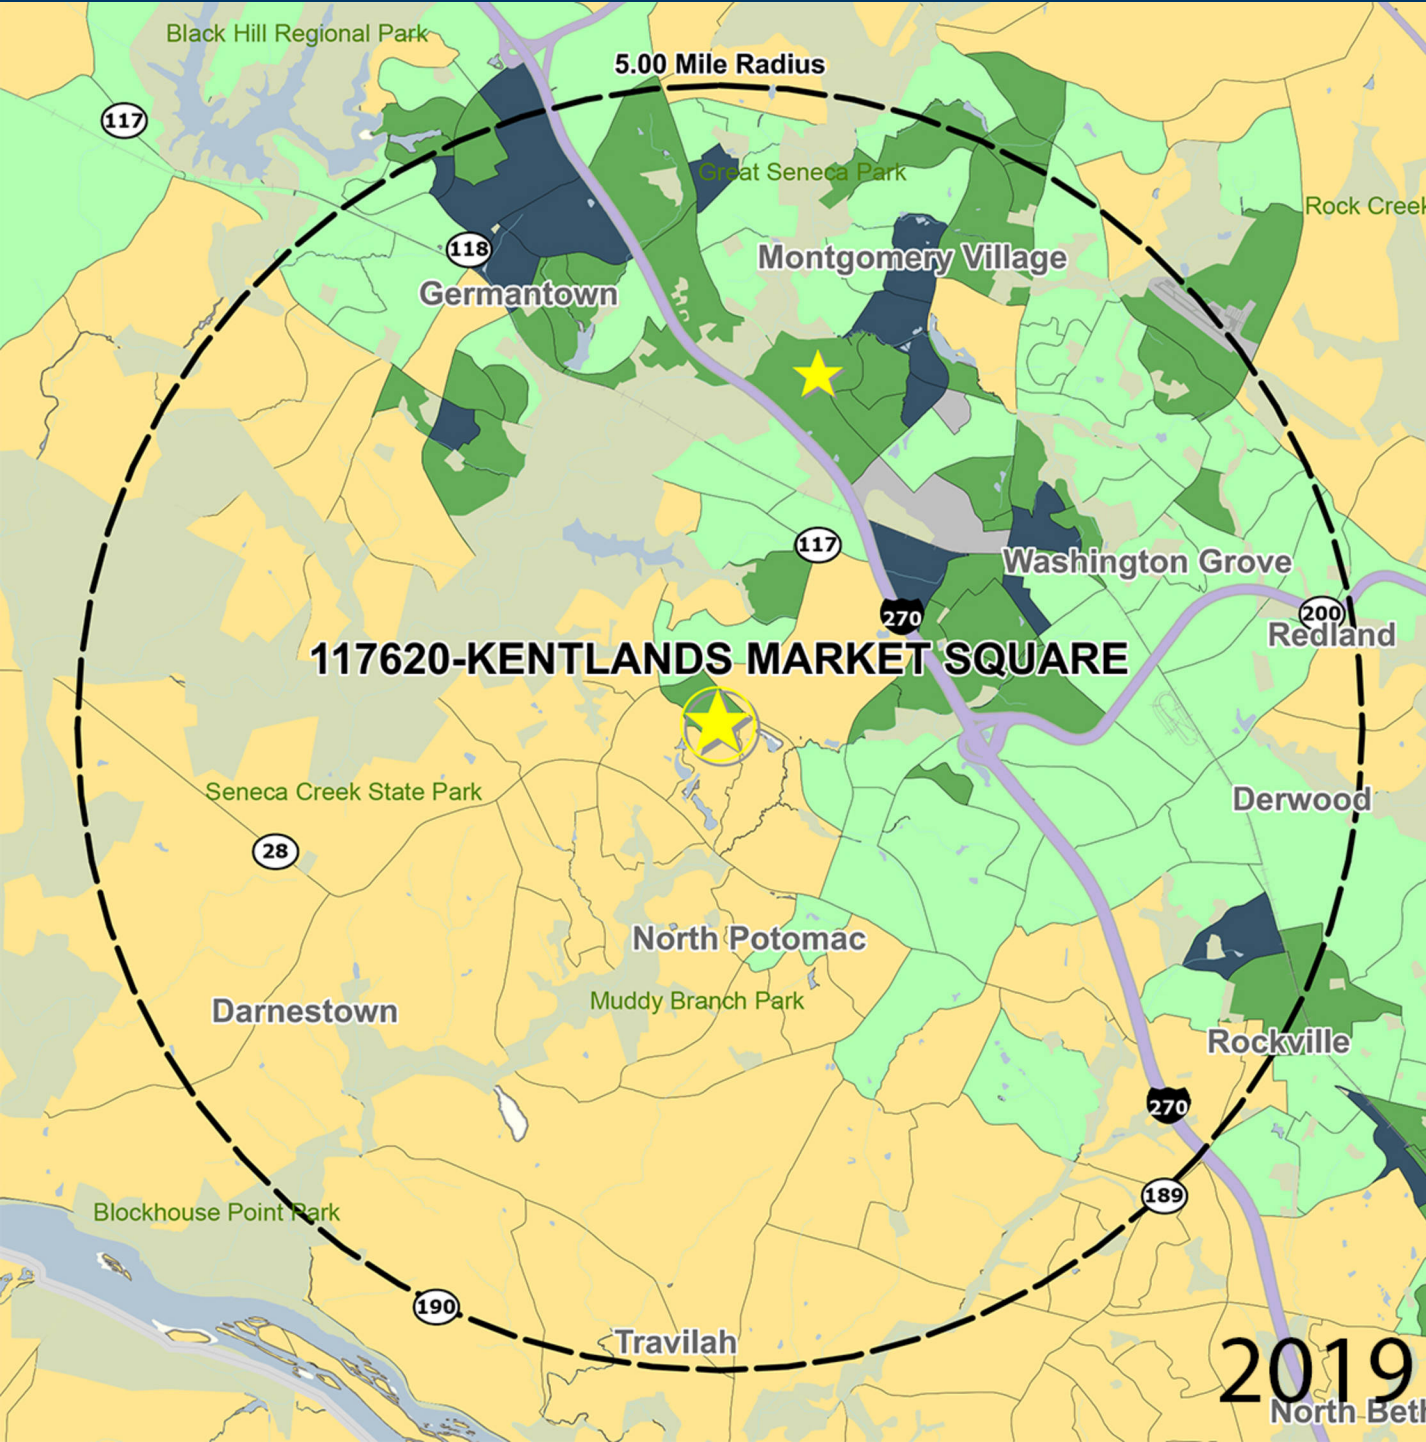 Black Hill Regional Park
5.00 Mile Radius
117
Great Seneca Park
Rock Creek
118
Montgomery Village
Germantown
117
Washington Grove
270
200
Redland
117620-KENTLANDS MARKET SQUARE
Seneca Creek State Park
Derwood
28
North Potomac
Muddy Branch Park
Darnestown
Rockville
270
189
Blockhouse Point Park
190
Travilah
2019
North Beth